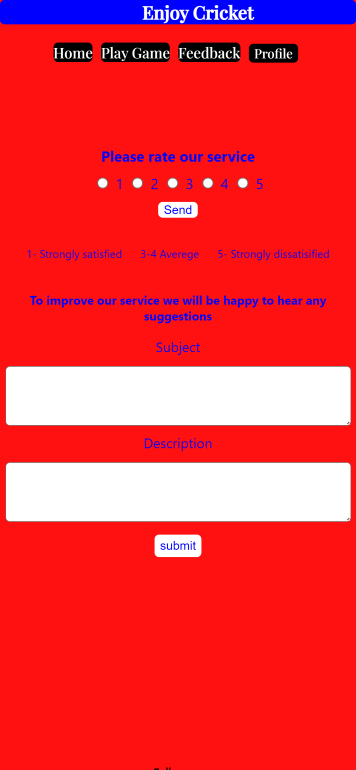 Enjoy Cricket
Home Play Game Feedback Profile
Please rate our service
1 2 3 4 5
Send
1- Strongly satisfied 3-4 Averege 5- Strongly dissatisified
To improve our service we will be happy to hear any
suggestions
Subject
Description
submit